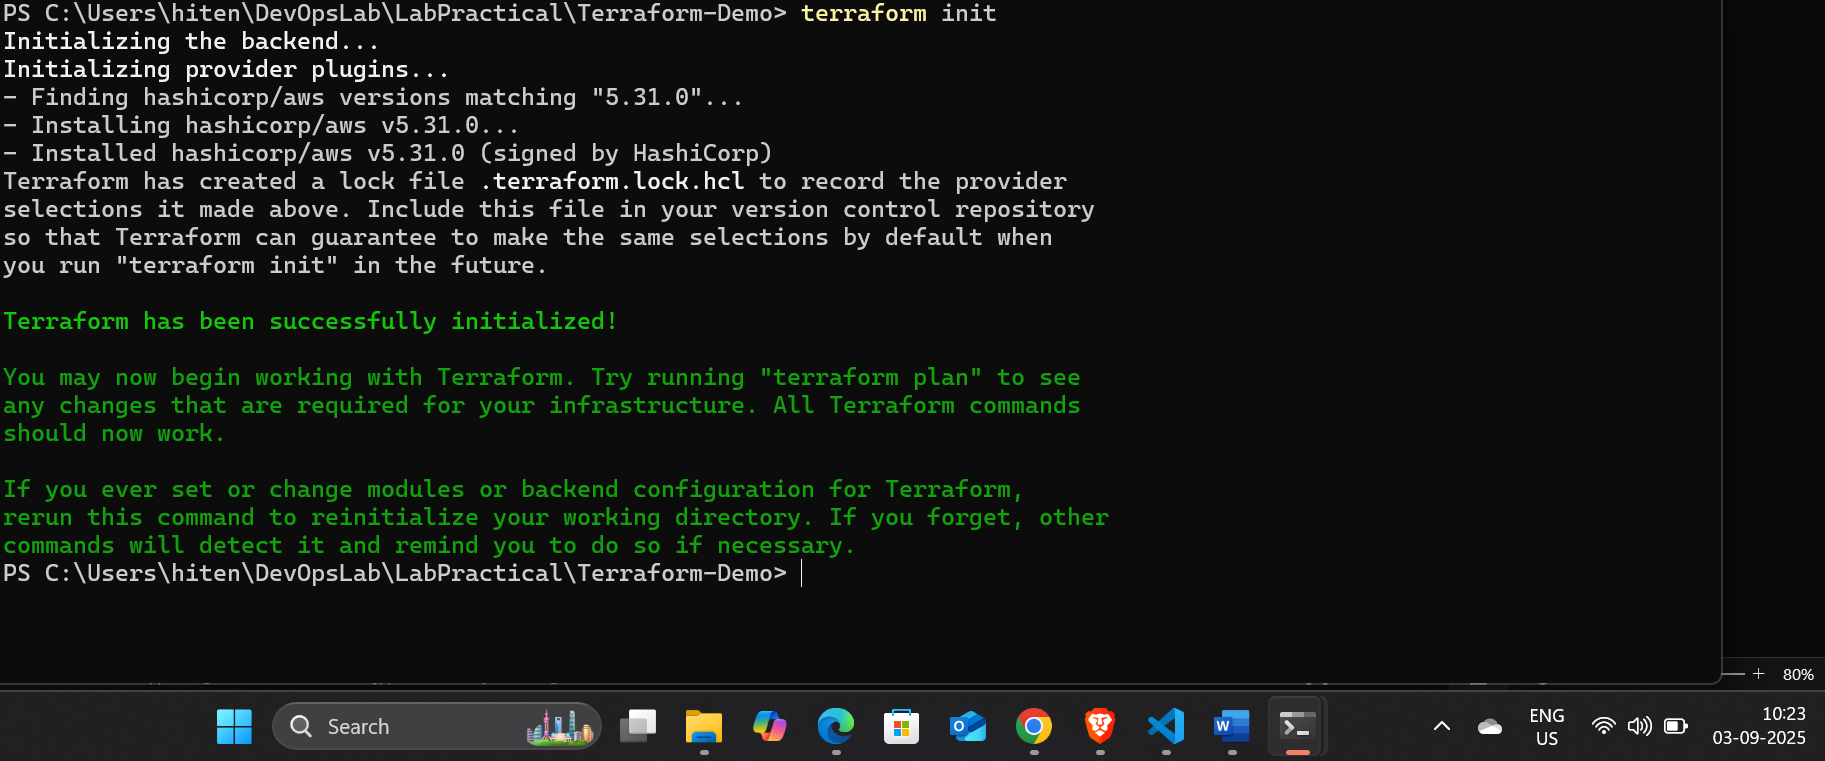 PS C:\Users\hiten\DevOpsLab\LabPractical\Terraform-Demo> terraform init
Initializing the backend...
Initializing provider plugins...
- Finding hashicorp/aws versions matching "5.31.0"...
- Installing hashicorp/aws v5.31.0...
- Installed hashicorp/aws v5.31.0 (signed by HashiCorp)
Terraform has created a lock file .terraform.lock.hcl to record the provider
selections it made above. Include this file in your version control repository
so that Terraform can guarantee to make the same selections by default when
you run "terraform init" in the future.
Terraform has been successfully initialized!
You may now begin working with Terraform. Try running "terraform plan" to see
any changes that are required for your infrastructure. All Terraform commands
should now work.
If you ever set or change modules or backend configuration for Terraform,
rerun this command to reinitialize your working directory. If you forget, other
commands will detect it and remind you to do so if necessary.
PS C:\Users\hiten\DevOpsLab\LabPractical\Terraform-Demo>
80%
Search
ENG
US
10:23
03-09-2025